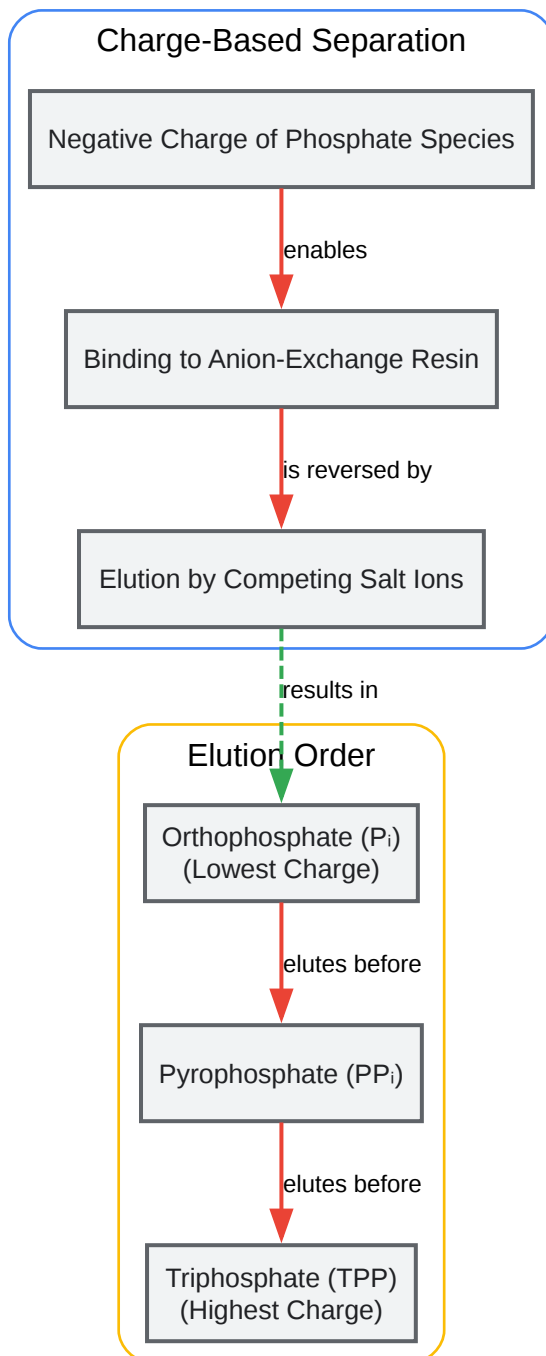 Charge-Based Separation
Negative Charge of Phosphate Species
enables
Binding to Anion-Exchange Resin
is reversed by
Elution by Competing Salt Ions
results in
Elution Order
Orthophosphate (Pᵢ)
(Lowest Charge)
elutes before
Pyrophosphate (PPᵢ)
elutes before
Triphosphate (TPP)
(Highest Charge)